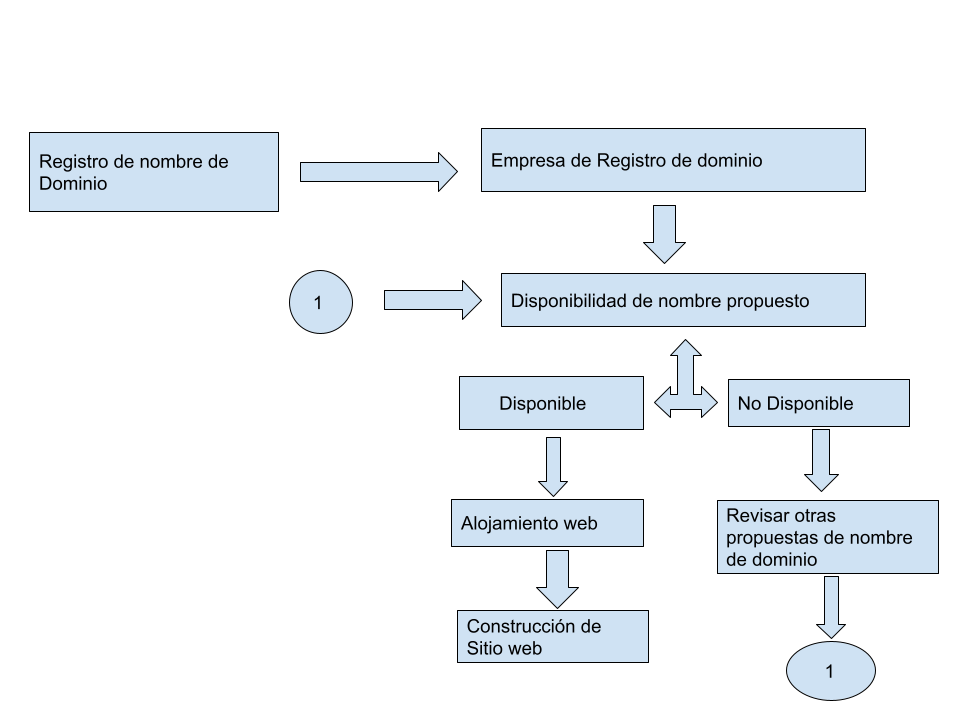 Registro de nombre de
Dominio
Empresa de Registro de dominio
1
Disponibilidad de nombre propuesto
Disponible
No Disponible
Alojamiento web
Revisar otras
propuestas de nombre
de dominio
Construcción de
Sitio web
1